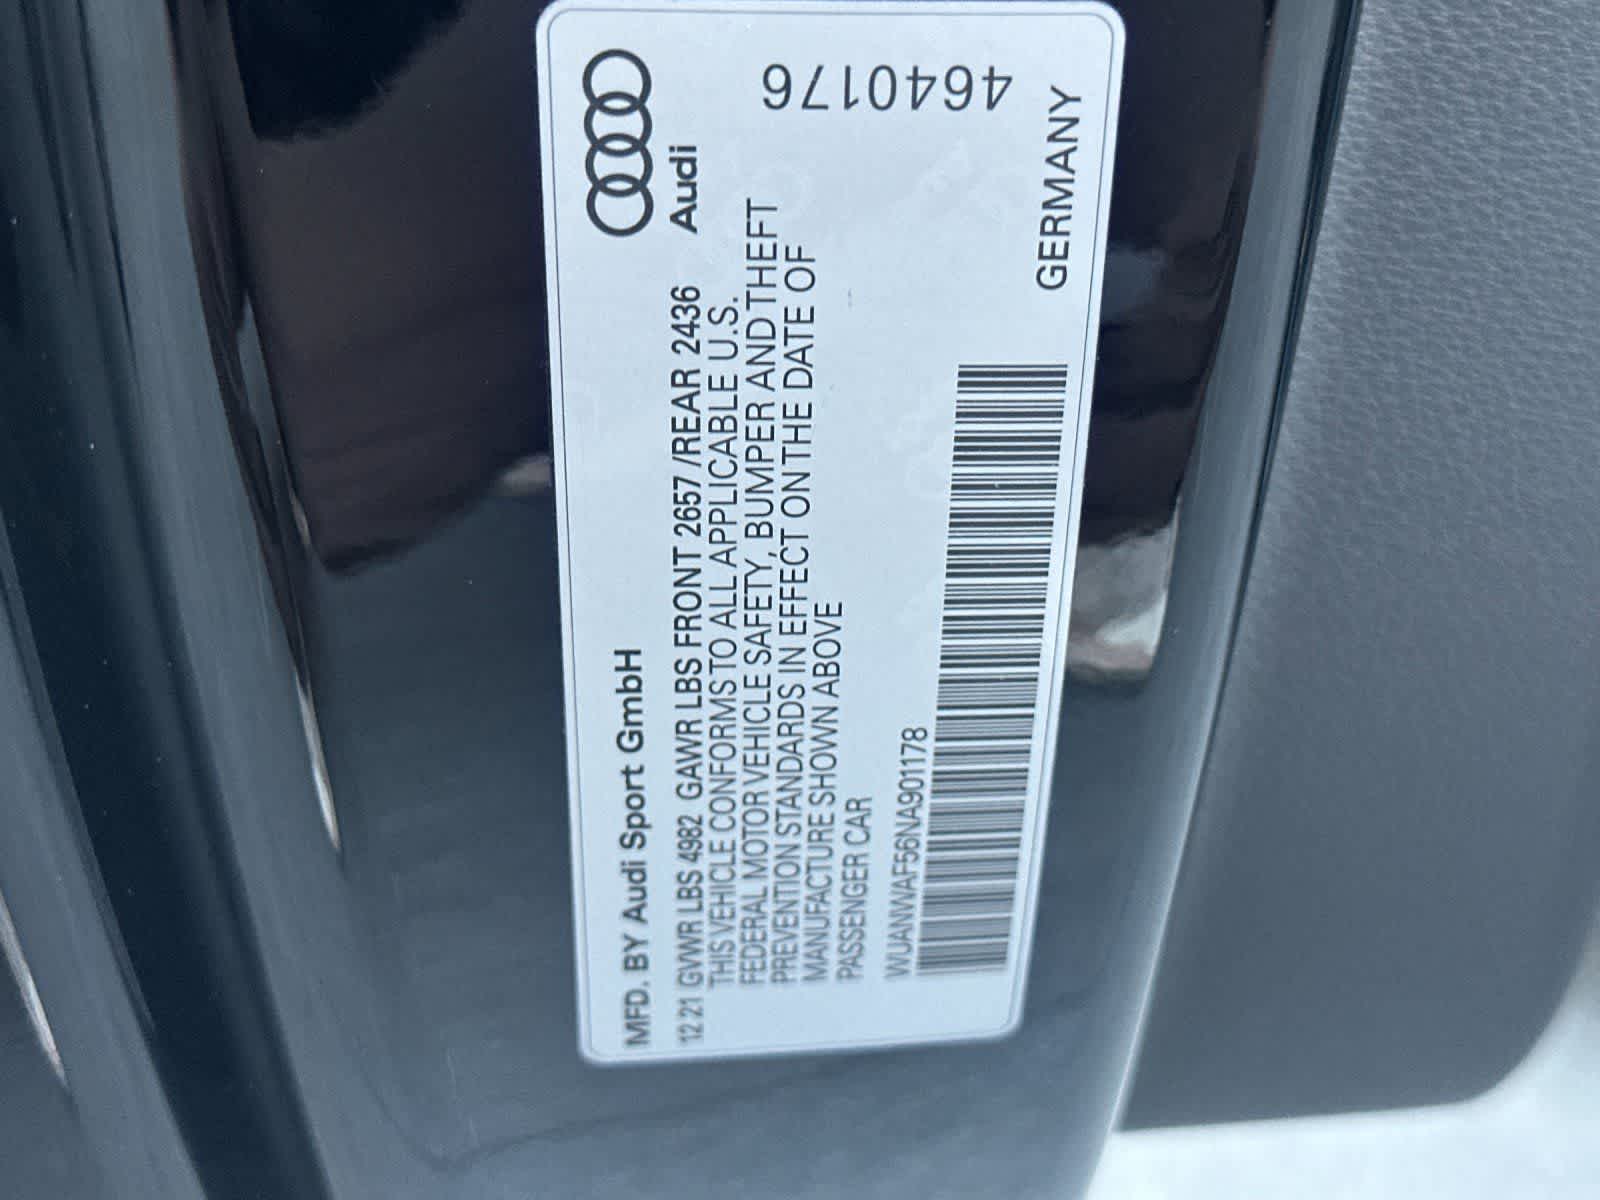 MFD. BY Audi Sport GmbH
Audi
12 21 GVWR LBS 4982 GAWR LBS FRONT 2657 /REAR 2436
THIS VEHICLE CONFORMS TO ALL APPLICABLE U.S.
FEDERAL MOTOR VEHICLE SAFETY, BUMPER AND THEFT
PREVENTION STANDARDS IN EFFECT ON THE DATE OF
MANUFACTURE SHOWN ABOVE
PASSENGER CAR
4640176
WUANWAF56NA901178
GERMANY